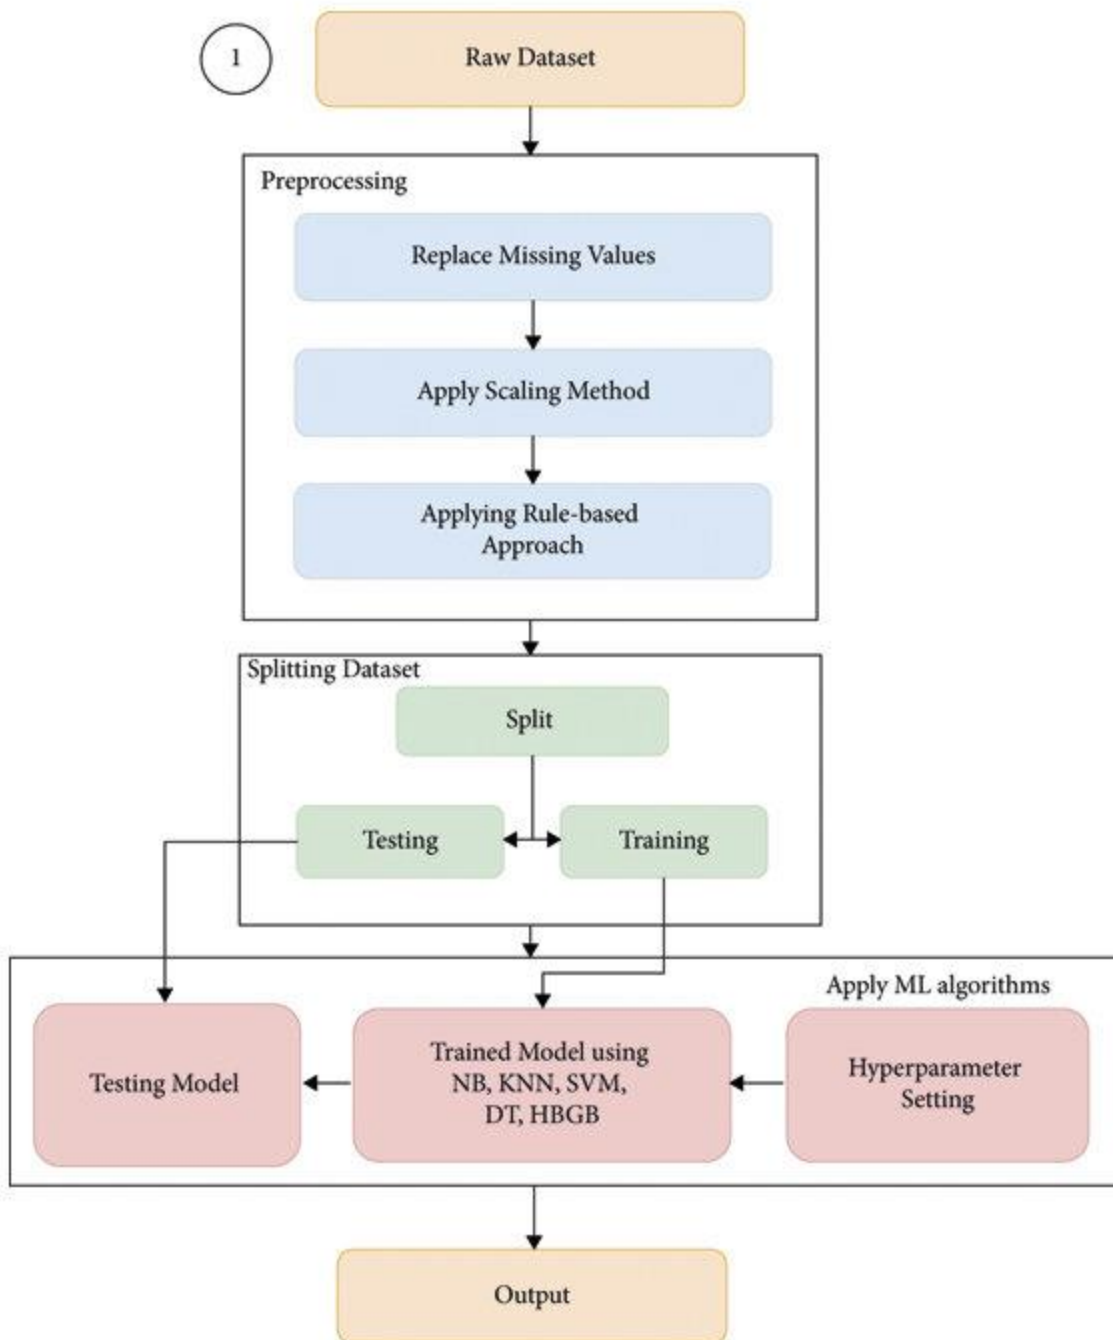 1
Raw Dataset
Preprocessing
Replace Missing Values
Apply Scaling Method
Applying Rule-based
Approach
Splitting Dataset
Split
Testing
Training
Apply ML algorithms
Testing Model
Trained Model using
NB, KNN, SVM,
DT, HBGB
Hyperparameter
Setting
Output